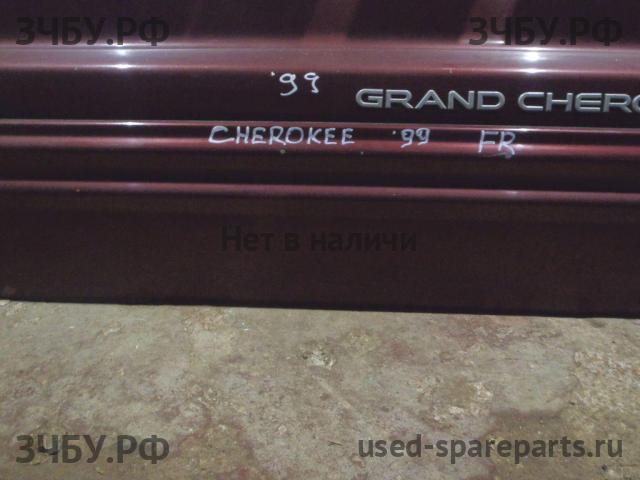 ЗЧБУ.РФ ЗЧБУ.РФ
'99
GRAND CHERO
CHEROKEE '99 FR
Нет в наличи
ЗЧБУ.РФ used-spareparts.ru